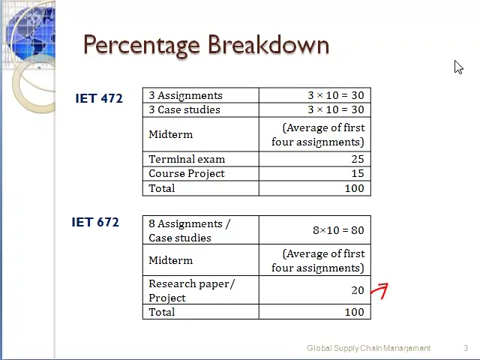 Percentage Breakdown
IET 472
3 Assignments 3 × 10 = 30
3 Case studies 3 × 10 = 30
Midterm (Average of first
four assignments)
Terminal exam 25
Course Project 15
Total 100
IET 672
8 Assignments /
Case studies 8×10 = 80
Midterm (Average of first
four assignments)
Research paper/
Project 20
Total 100
Global Supply Chain Management 3